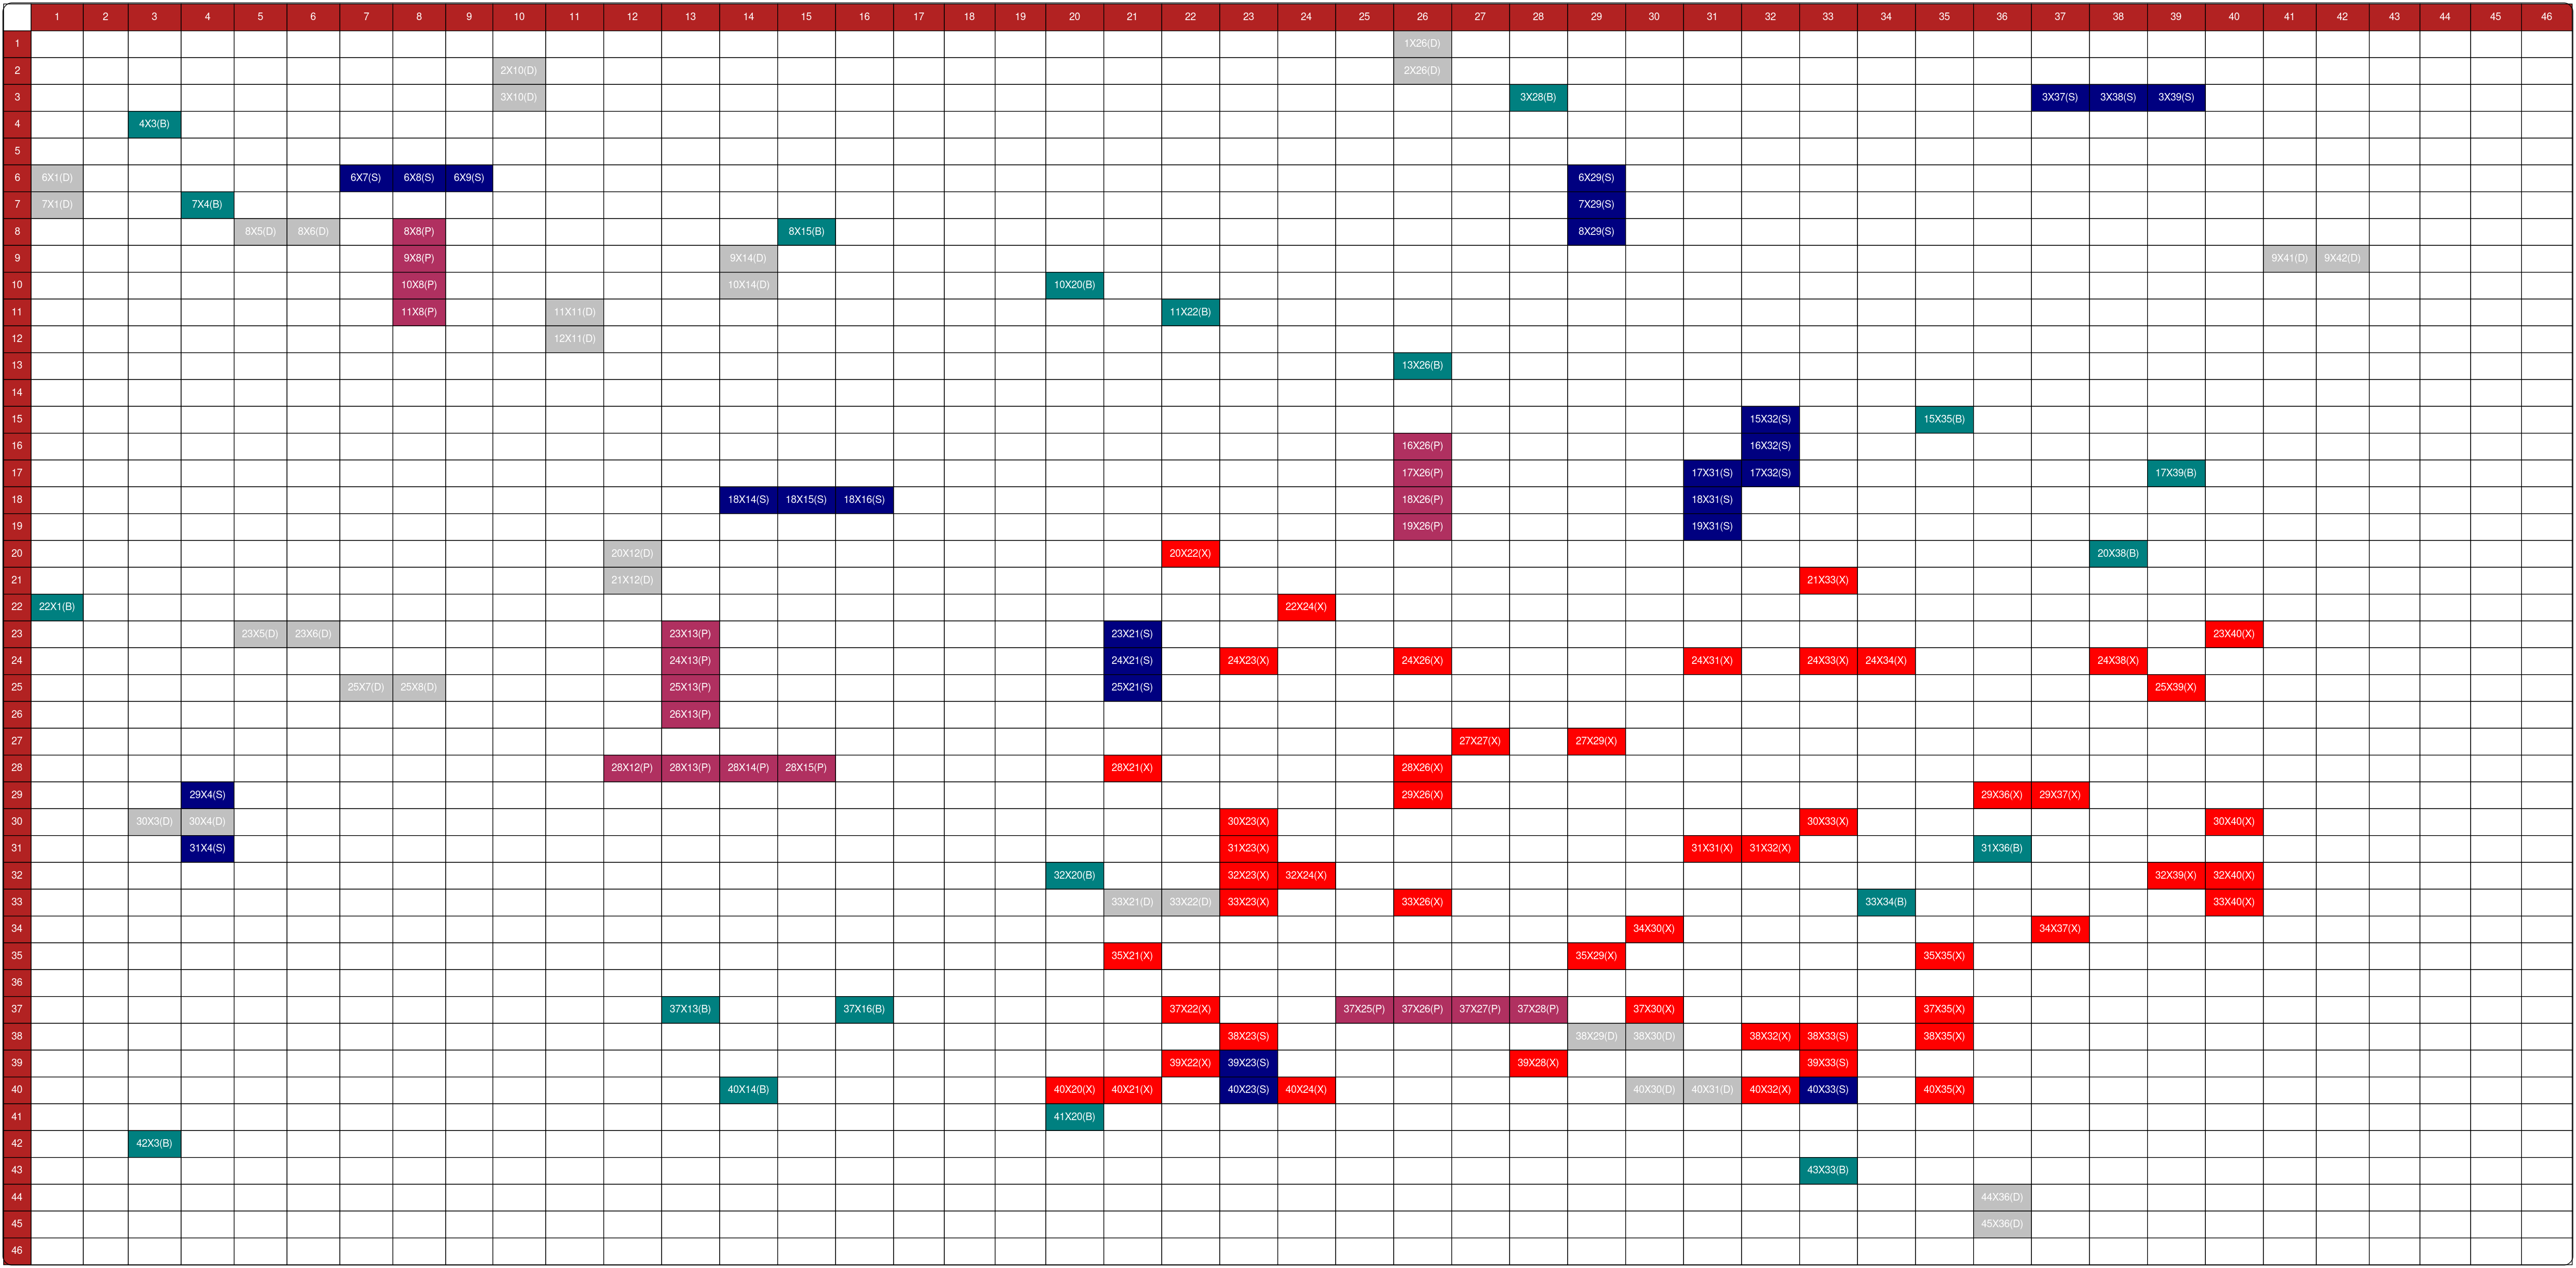 1 2 3 4 5 6 7 8 9 10 11 12 13 14 15 16 17 18 19 20 21 22 23 24 25 26 27 28 29 30 31 32 33 34 35 36 37 38 39 40 41 42 43 44 45 46
1 1X26(D)
2 2X10(D) 2X26(D)
3 3X10(D) 3X28(B) 3X37(S) 3X38(S) 3X39(S)
4 4X3(B)
5
6 6X1(D) 6X7(S) 6X8(S) 6X9(S) 6X29(S)
7 7X1(D) 7X4(B) 7X29(S)
8 8X5(D) 8X6(D) 8X8(P) 8X15(B) 8X29(S)
9 9X8(P) 9X14(D) 9X41(D) 9X42(D)
10 10X8(P) 10X14(D) 10X20(B)
11 11X8(P) 11X11(D) 11X22(B)
12 12X11(D)
13 13X26(B)
14
15 15X32(S) 15X35(B)
16 16X26(P) 16X32(S)
17 17X26(P) 17X31(S) 17X32(S) 17X39(B)
18 18X14(S) 18X15(S) 18X16(S) 18X26(P) 18X31(S)
19 19X26(P) 19X31(S)
20 20X12(D) 20X22(X) 20X38(B)
21 21X12(D) 21X33(X)
22 22X1(B) 22X24(X)
23 23X5(D) 23X6(D) 23X13(P) 23X21(S) 23X40(X)
24 24X13(P) 24X21(S) 24X23(X) 24X26(X) 24X31(X) 24X33(X) 24X34(X) 24X38(X)
25 25X7(D) 25X8(D) 25X13(P) 25X21(S) 25X39(X)
26 26X13(P)
27 27X27(X) 27X29(X)
28 28X12(P) 28X13(P) 28X14(P) 28X15(P) 28X21(X) 28X26(X)
29 29X4(S) 29X26(X) 29X36(X) 29X37(X)
30 30X3(D) 30X4(D) 30X23(X) 30X33(X) 30X40(X)
31 31X4(S) 31X23(X) 31X31(X) 31X32(X) 31X36(B)
32 32X20(B) 32X23(X) 32X24(X) 32X39(X) 32X40(X)
33 33X21(D) 33X22(D) 33X23(X) 33X26(X) 33X34(B) 33X40(X)
34 34X30(X) 34X37(X)
35 35X21(X) 35X29(X) 35X35(X)
36
37 37X13(B) 37X16(B) 37X22(X) 37X25(P) 37X26(P) 37X27(P) 37X28(P) 37X30(X) 37X35(X)
38 38X23(S) 38X29(D) 38X30(D) 38X32(X) 38X33(S) 38X35(X)
39 39X22(X) 39X23(S) 39X28(X) 39X33(S)
40 40X14(B) 40X20(X) 40X21(X) 40X23(S) 40X24(X) 40X30(D) 40X31(D) 40X32(X) 40X33(S) 40X35(X)
41 41X20(B)
42 42X3(B)
43 43X33(B)
44 44X36(D)
45 45X36(D)
46